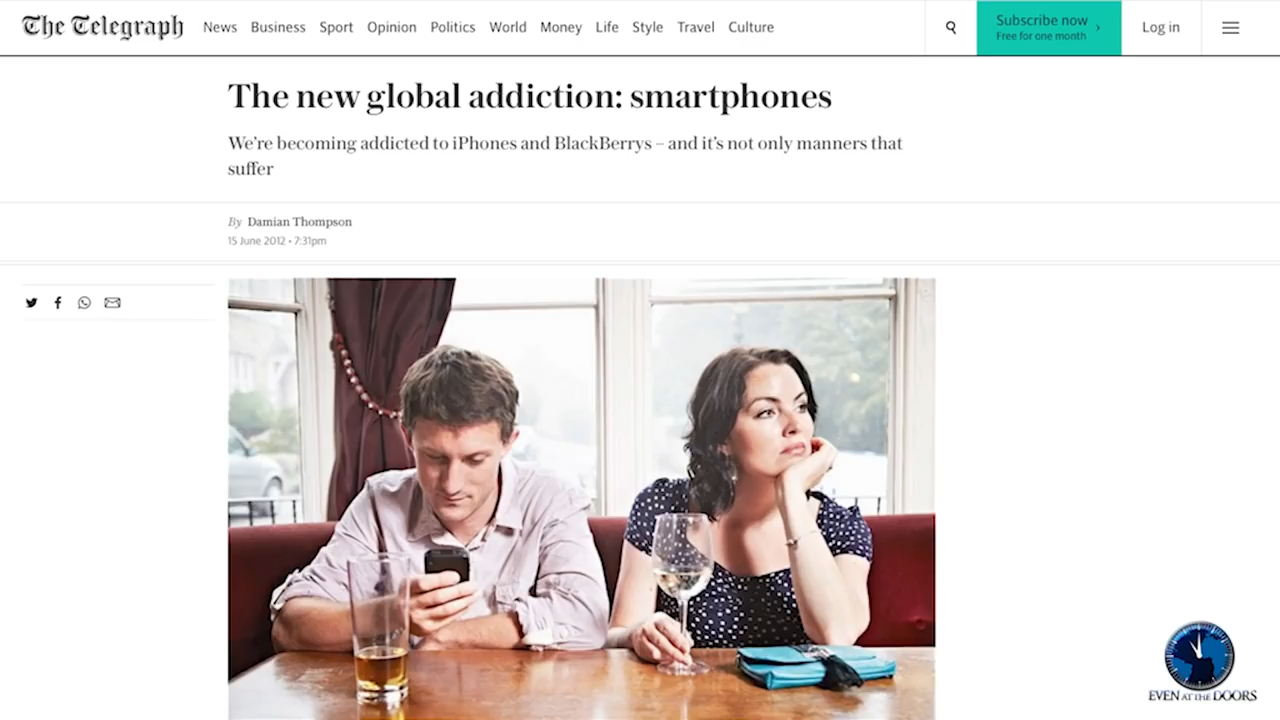 The Telegraph
News Business Sport Opinion Politics World Money Life Style Travel Culture
Subscribe now
Free for one month
Log in
The new global addiction: smartphones
We're becoming addicted to iPhones and BlackBerrys – and it's not only manners that
suffer
By Damian Thompson
15 June 2012 • 7:31pm
EVEN AT THE DOORS